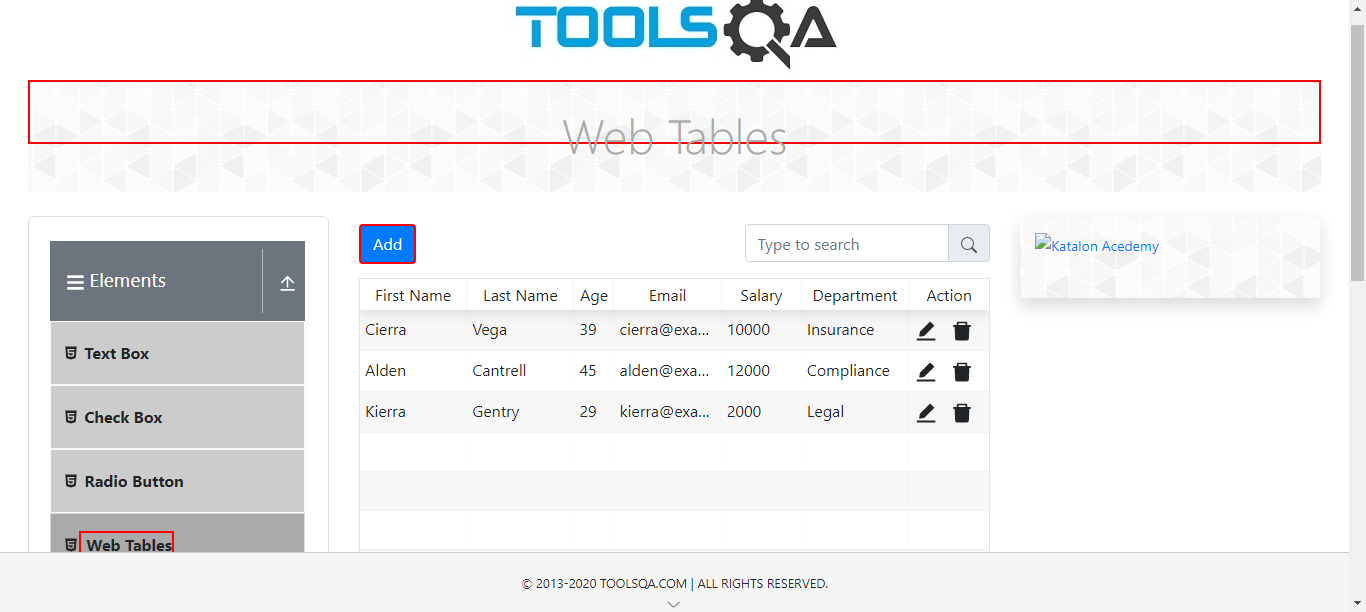 TOOLSQA
Web Tables
Elements
Text Box
Check Box
Radio Button
Web Tables
Add
Type to search
First Name Last Name Age Email Salary Department Action
Cierra Vega 39 cierra@exa... 10000 Insurance
Alden Cantrell 45 alden@exa... 12000 Compliance
Kierra Gentry 29 kierra@exa... 2000 Legal
Katalon Acedemy
© 2013-2020 TOOLSQA.COM | ALL RIGHTS RESERVED.